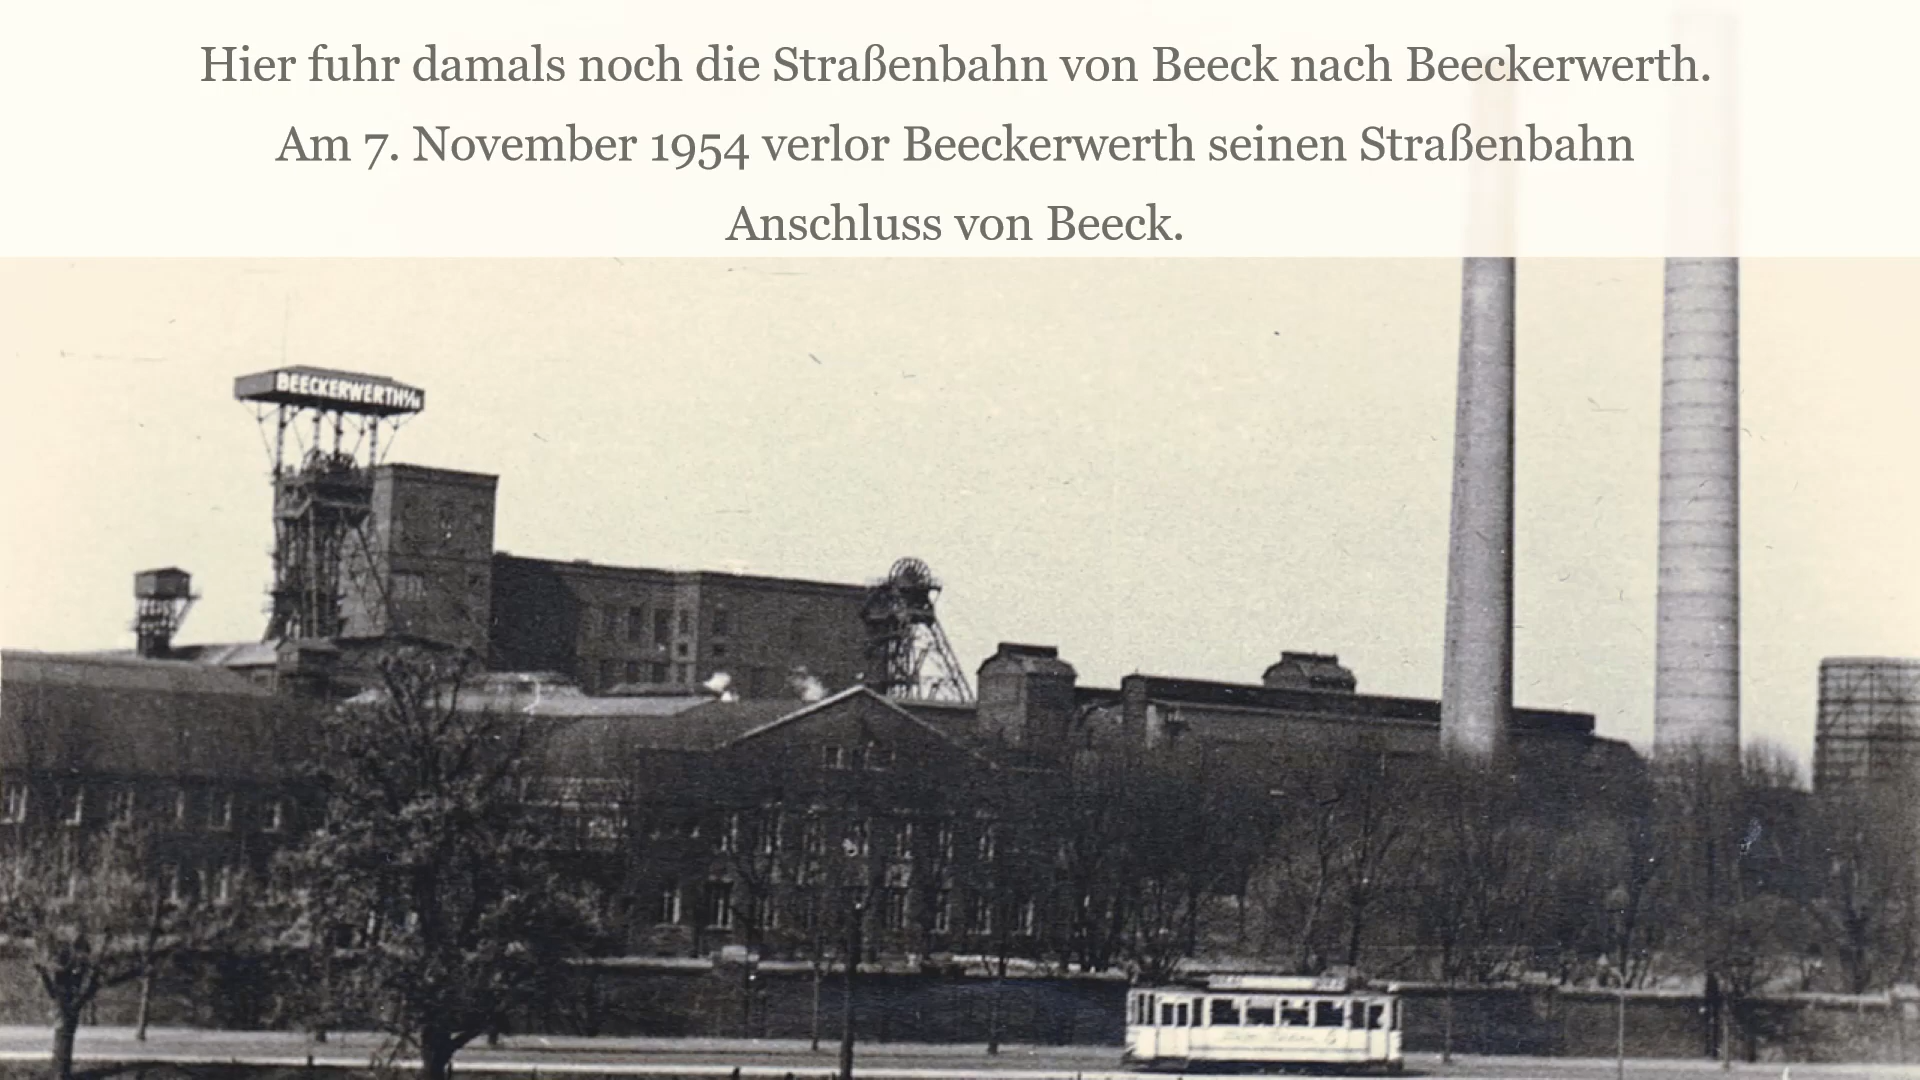 Hier fuhr damals noch die Straßenbahn von Beeck nach Beeckerwerth.
Am 7. November 1954 verlor Beeckerwerth seinen Straßenbahn
Anschluss von Beeck.
BEECKERWERTH